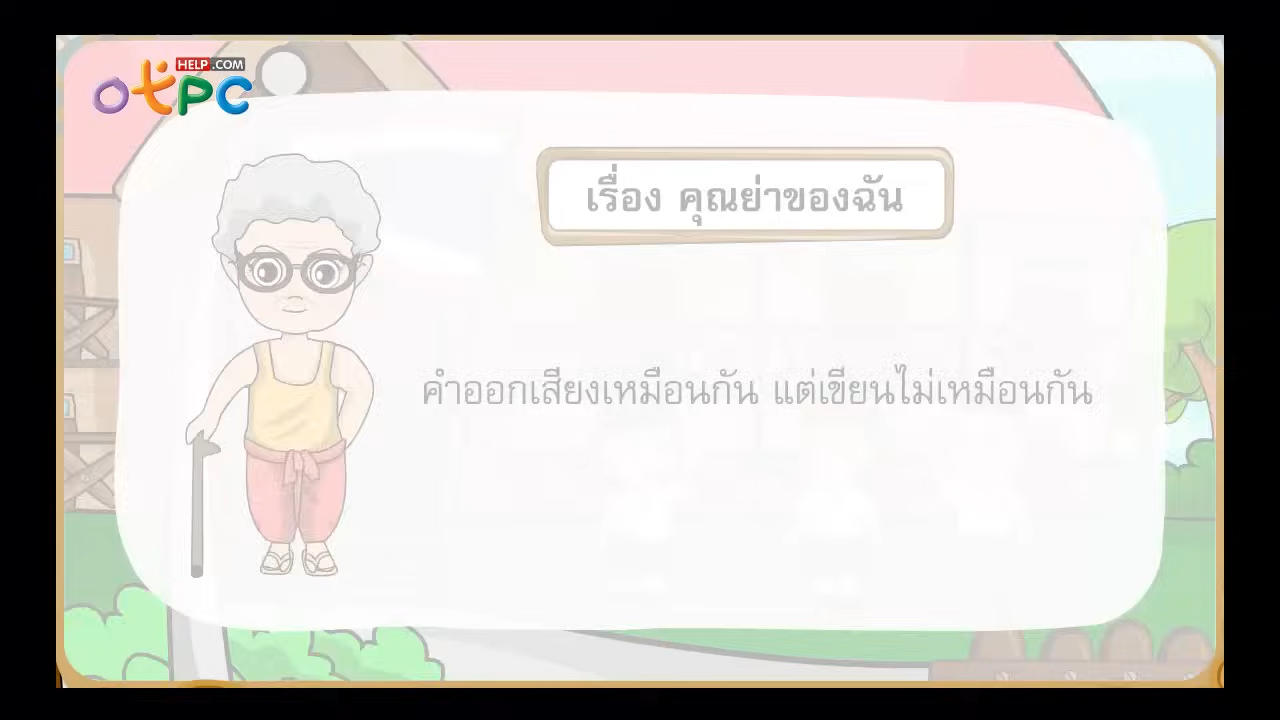 HELP.COM
OTPC
เรื่อง คุณย่าของฉัน
คำออกเสียงเหมือนกัน แต่เขียนไม่เหมือนกัน